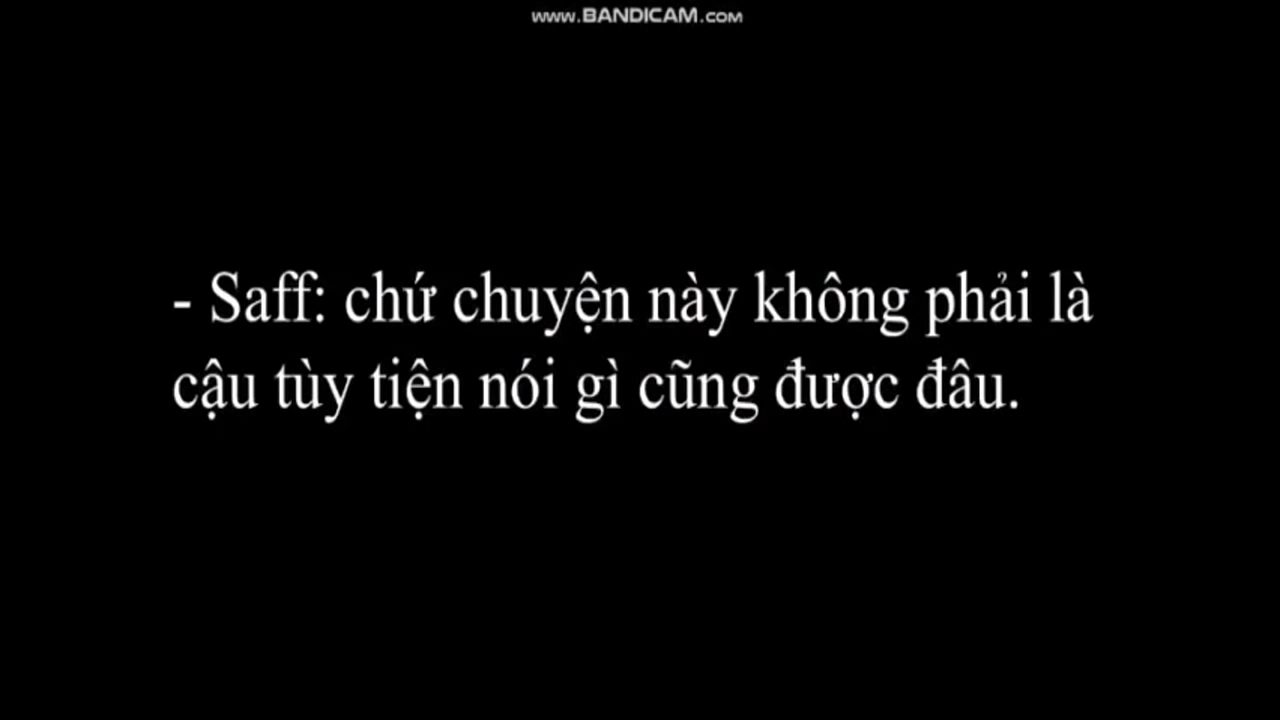 www.BANDICAM.com
- Saff: chứ chuyện này không phải là
cậu tùy tiện nói gì cũng được đâu.